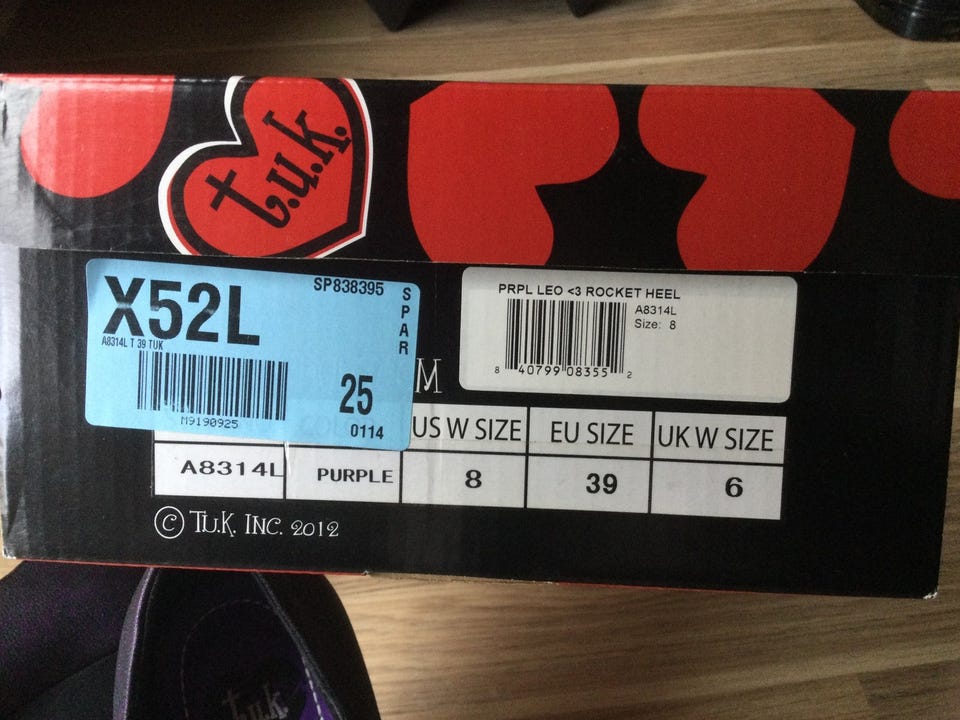 t.u.k.
X52L
SP838395
SPAR
A8314L T 39 TUK
M9190925
25
0114
PRPL LEO <3 ROCKET HEEL
A8314L
Size: 8
8 40799 08355 2
M
US W SIZE EU SIZE UK W SIZE
A8314L PURPLE 8 39 6
© T.U.K. INC. 2012
t.u.k